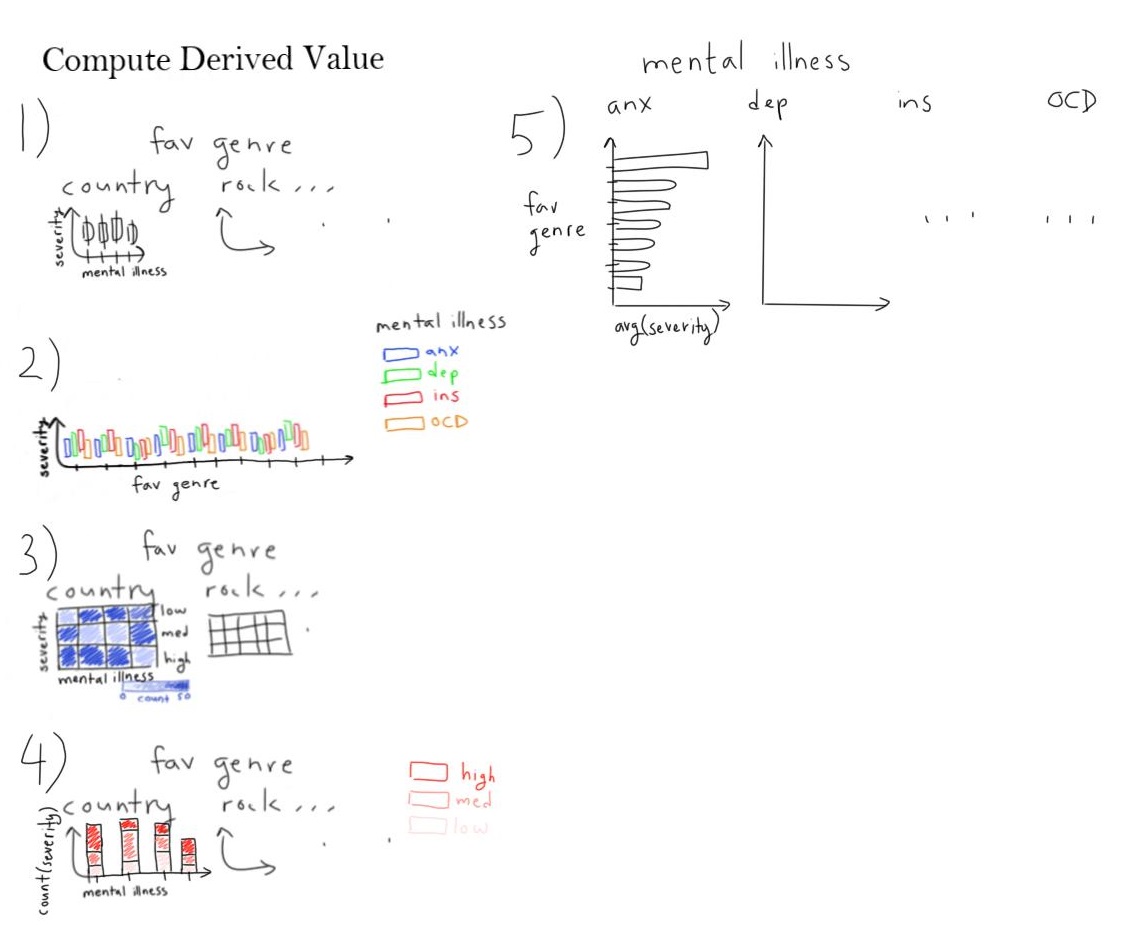 Compute Derived Value
1)
fav genre
country rock ...
severity
mental illness
2)
mental illness
anx
dep
ins
OCD
severity
fav genre
3)
fav genre
country rock ...
severity
low
med
high
mental illness
0 count 50
4)
fav genre
country rock ...
count(severity)
mental illness
high
med
low
5)
mental illness
anx dep ins OCD
fav
genre
... ...
avg(severity)